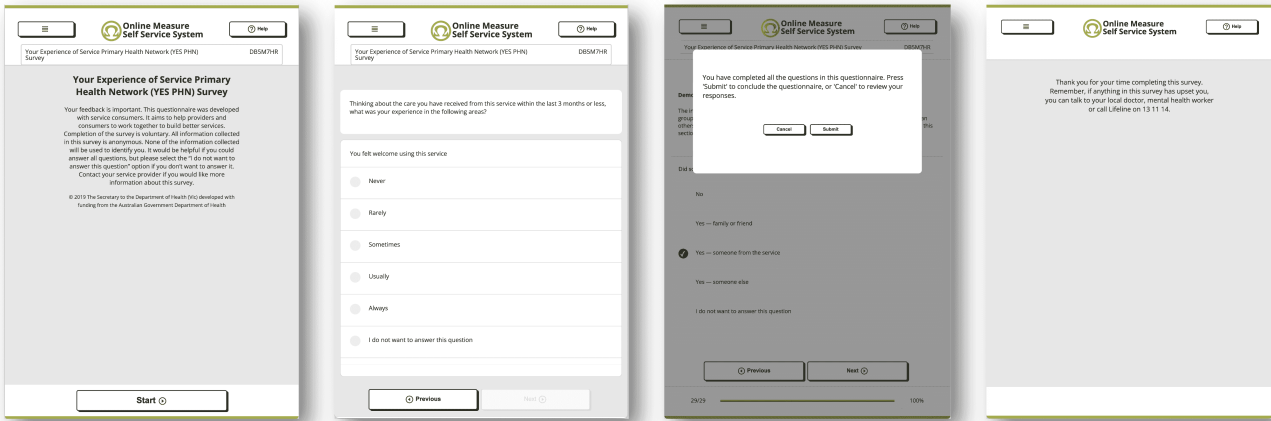 Online Measure
Self Service System
Help
Your Experience of Service Primary Health Network (YES PHN)
Survey
DB5M7HR
Your Experience of Service Primary
Health Network (YES PHN) Survey
Your feedback is important. This questionnaire was developed
with service consumers. It aims to help providers and
consumers to work together to build better services.
Completion of the survey is voluntary. All information collected
in this survey is anonymous. None of the information collected
will be used to identify you. It would be helpful if you could
answer all questions, but please select the "I do not want to
answer this question" option if you don't want to answer it.
Contact your service provider if you would like more
information about this survey.
© 2019 The Secretary to the Department of Health (Vic) developed with
funding from the Australian Government Department of Health
Start
Online Measure
Self Service System
Help
Your Experience of Service Primary Health Network (YES PHN)
Survey
DB5M7HR
Thinking about the care you have received from this service within the last 3 months or less,
what was your experience in the following areas?
You felt welcome using this service
Never
Rarely
Sometimes
Usually
Always
I do not want to answer this question
Previous
Next
Online Measure
Self Service System
Help
Your Experience of Service Primary Health Network (YES PHN) Survey
DB5M7HR
You have completed all the questions in this questionnaire. Press
'Submit' to conclude the questionnaire, or 'Cancel' to review your
responses.
Cancel
Submit
Demo
The in
group
other
sectio
an
this
Did s
No
Yes — family or friend
Yes — someone from the service
Yes — someone else
I do not want to answer this question
Previous
Next
29/29
100%
Online Measure
Self Service System
Help
Thank you for your time completing this survey.
Remember, if anything in this survey has upset you,
you can talk to your local doctor, mental health worker
or call Lifeline on 13 11 14.